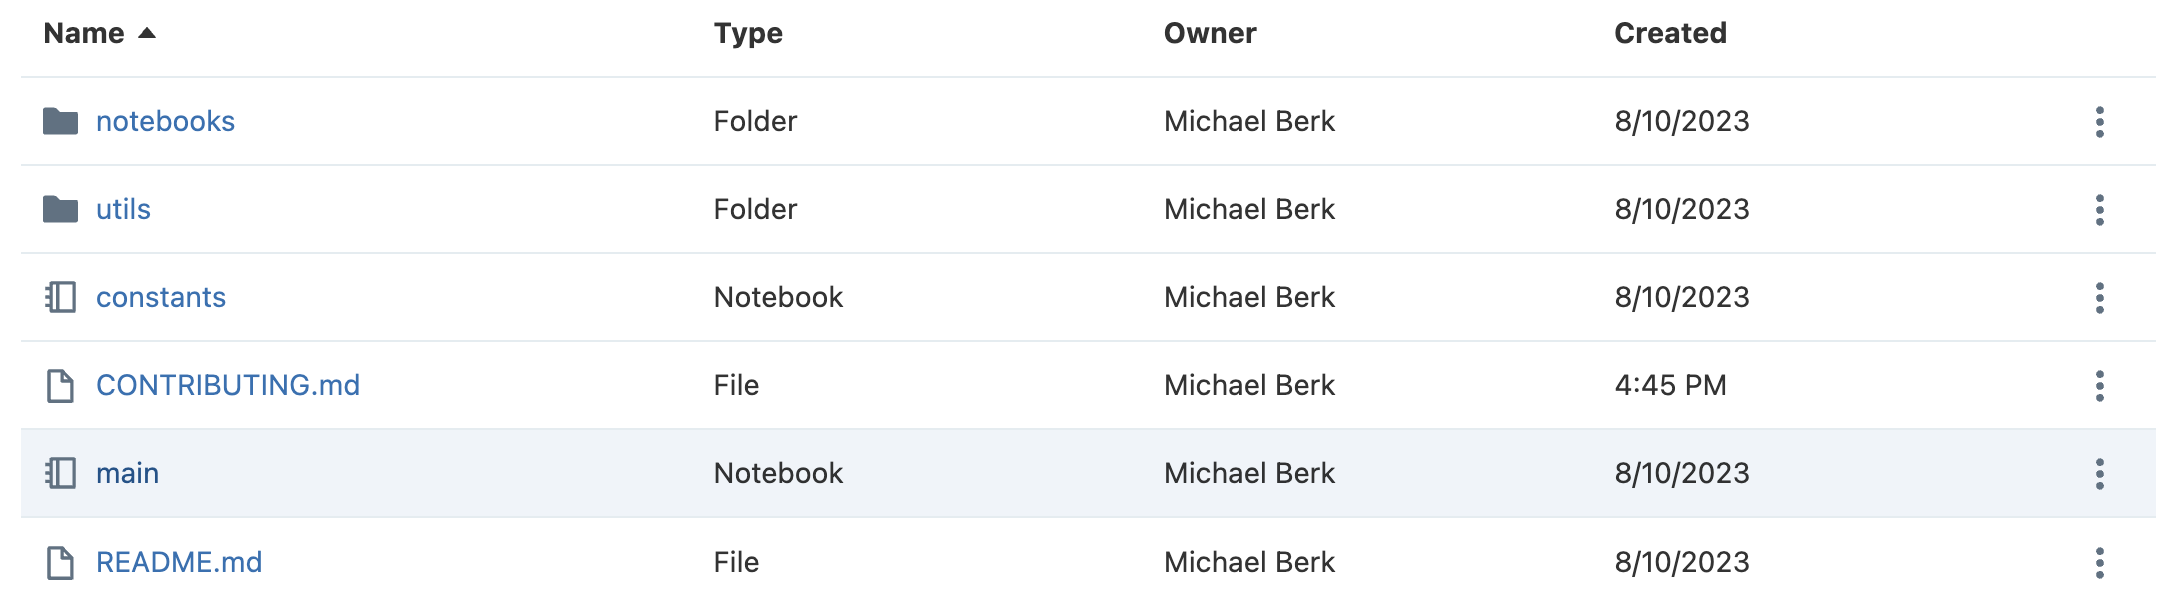 Name Type Owner Created
notebooks Folder Michael Berk 8/10/2023
utils Folder Michael Berk 8/10/2023
constants Notebook Michael Berk 8/10/2023
CONTRIBUTING.md File Michael Berk 4:45 PM
main Notebook Michael Berk 8/10/2023
README.md File Michael Berk 8/10/2023